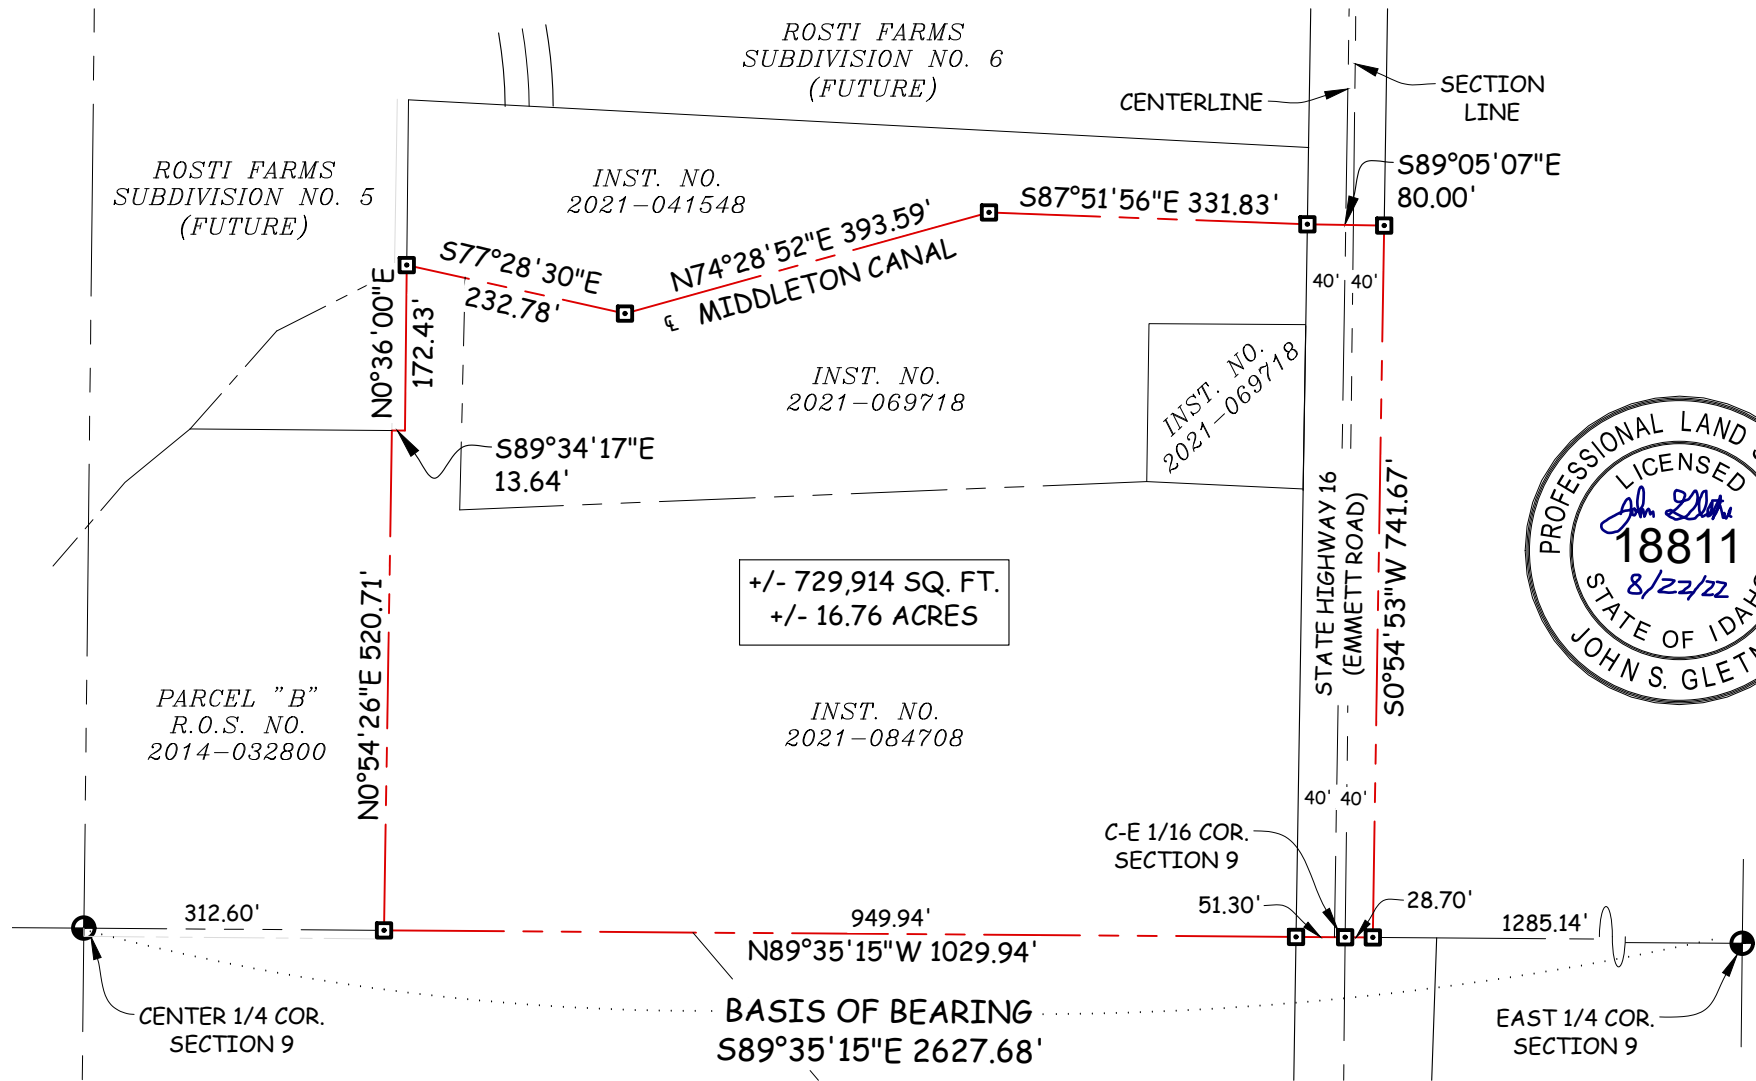 ROSTI FARMS
SUBDIVISION NO. 6
(FUTURE)
CENTERLINE
SECTION
LINE
ROSTI FARMS
SUBDIVISION NO. 5
(FUTURE)
INST. NO.
2021-041548
S89°05'07"E
80.00'
S87°51'56"E 331.83'
S77°28'30"E
232.78'
N74°28'52"E 393.59'
℄ MIDDLETON CANAL
N0°36'00"E
172.43'
40' 40'
INST. NO.
2021-069718
INST. NO.
2021-069718
S89°34'17"E
13.64'
STATE HIGHWAY 16
(EMMETT ROAD)
S0°54'53"W 741.67'
PROFESSIONAL LAND
LICENSED
18811
8/22/22
STATE OF
JOHN S.
+/- 729,914 SQ. FT.
+/- 16.76 ACRES
N0°54'26"E 520.71'
PARCEL "B"
R.O.S. NO.
2014-032800
INST. NO.
2021-084708
40' 40'
C-E 1/16 COR.
SECTION 9
312.60'
949.94'
51.30'
28.70'
1285.14'
N89°35'15"W 1029.94'
CENTER 1/4 COR.
SECTION 9
BASIS OF BEARING
S89°35'15"E 2627.68'
EAST 1/4 COR.
SECTION 9